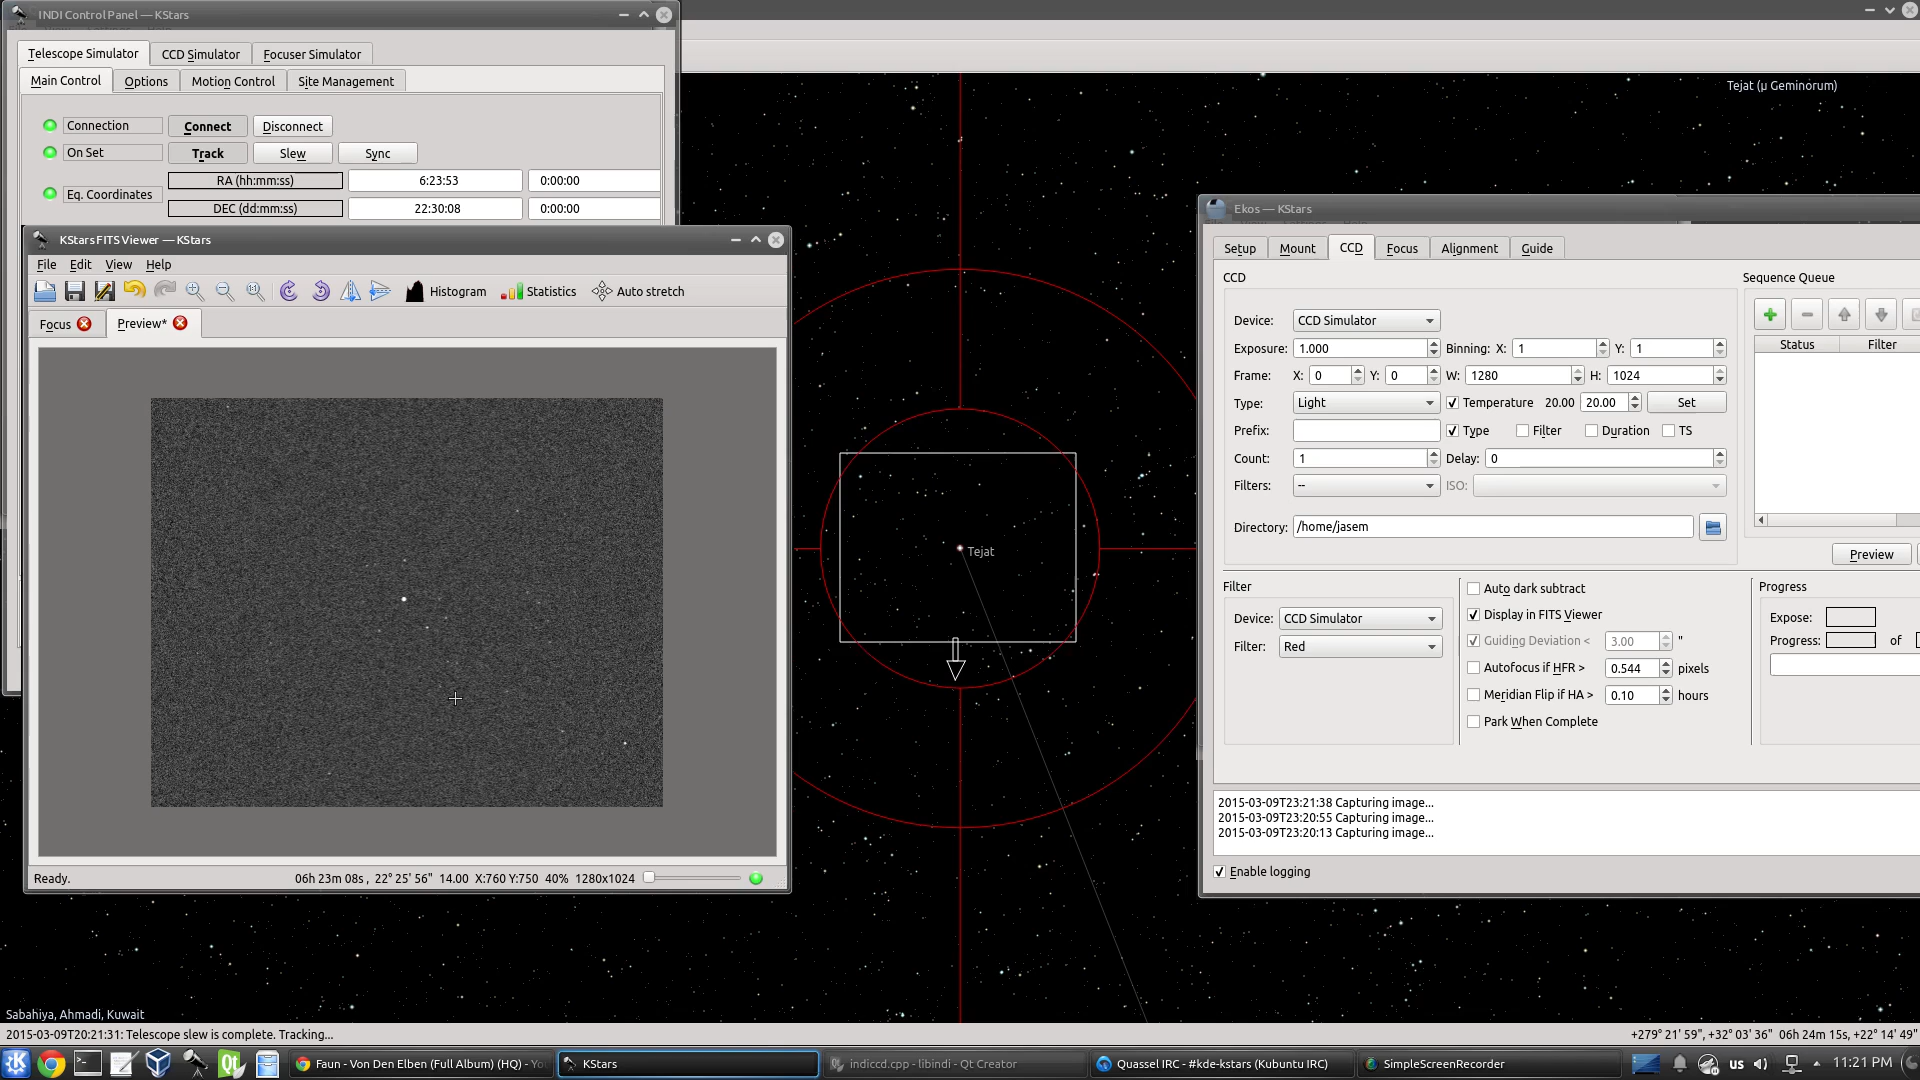 INDI Control Panel — KStars
Telescope Simulator CCD Simulator Focuser Simulator
Main Control Options Motion Control Site Management
Connection Connect Disconnect
On Set Track Slew Sync
Eq. Coordinates
RA (hh:mm:ss) 6:23:53 0:00:00
DEC (dd:mm:ss) 22:30:08 0:00:00
KStars FITS Viewer — KStars
File Edit View Help
Histogram Statistics Auto stretch
Focus Preview*
Ready. 06h 23m 08s , 22° 25' 56" 14.00 X:760 Y:750 40% 1280x1024
Tejat (μ Geminorum)
Tejat
Ekos — KStars
Setup Mount CCD Focus Alignment Guide
CCD
Device: CCD Simulator
Exposure: 1.000 Binning: X: 1 Y: 1
Frame: X: 0 Y: 0 W: 1280 H: 1024
Type: Light Temperature 20.00 20.00 Set
Prefix: Type Filter Duration TS
Count: 1 Delay: 0
Filters: -- ISO:
Directory: /home/jasem
Sequence Queue
Status Filter
Preview
Filter
Device: CCD Simulator
Filter: Red
Auto dark subtract
Display in FITS Viewer
Guiding Deviation < 3.00 "
Autofocus if HFR > 0.544 pixels
Meridian Flip if HA > 0.10 hours
Park When Complete
Progress
Expose:
Progress: of
2015-03-09T23:21:38 Capturing image...
2015-03-09T23:20:55 Capturing image...
2015-03-09T23:20:13 Capturing image...
Enable logging
Sabahiya, Ahmadi, Kuwait
2015-03-09T20:21:31: Telescope slew is complete. Tracking... +279° 21' 59", +32° 03' 36" 06h 24m 15s, +22° 14' 49"
Faun - Von Den Elben (Full Album) (HQ) - Yo KStars indiccd.cpp - libindi - Qt Creator Quassel IRC - #kde-kstars (Kubuntu IRC) SimpleScreenRecorder us 11:21 PM